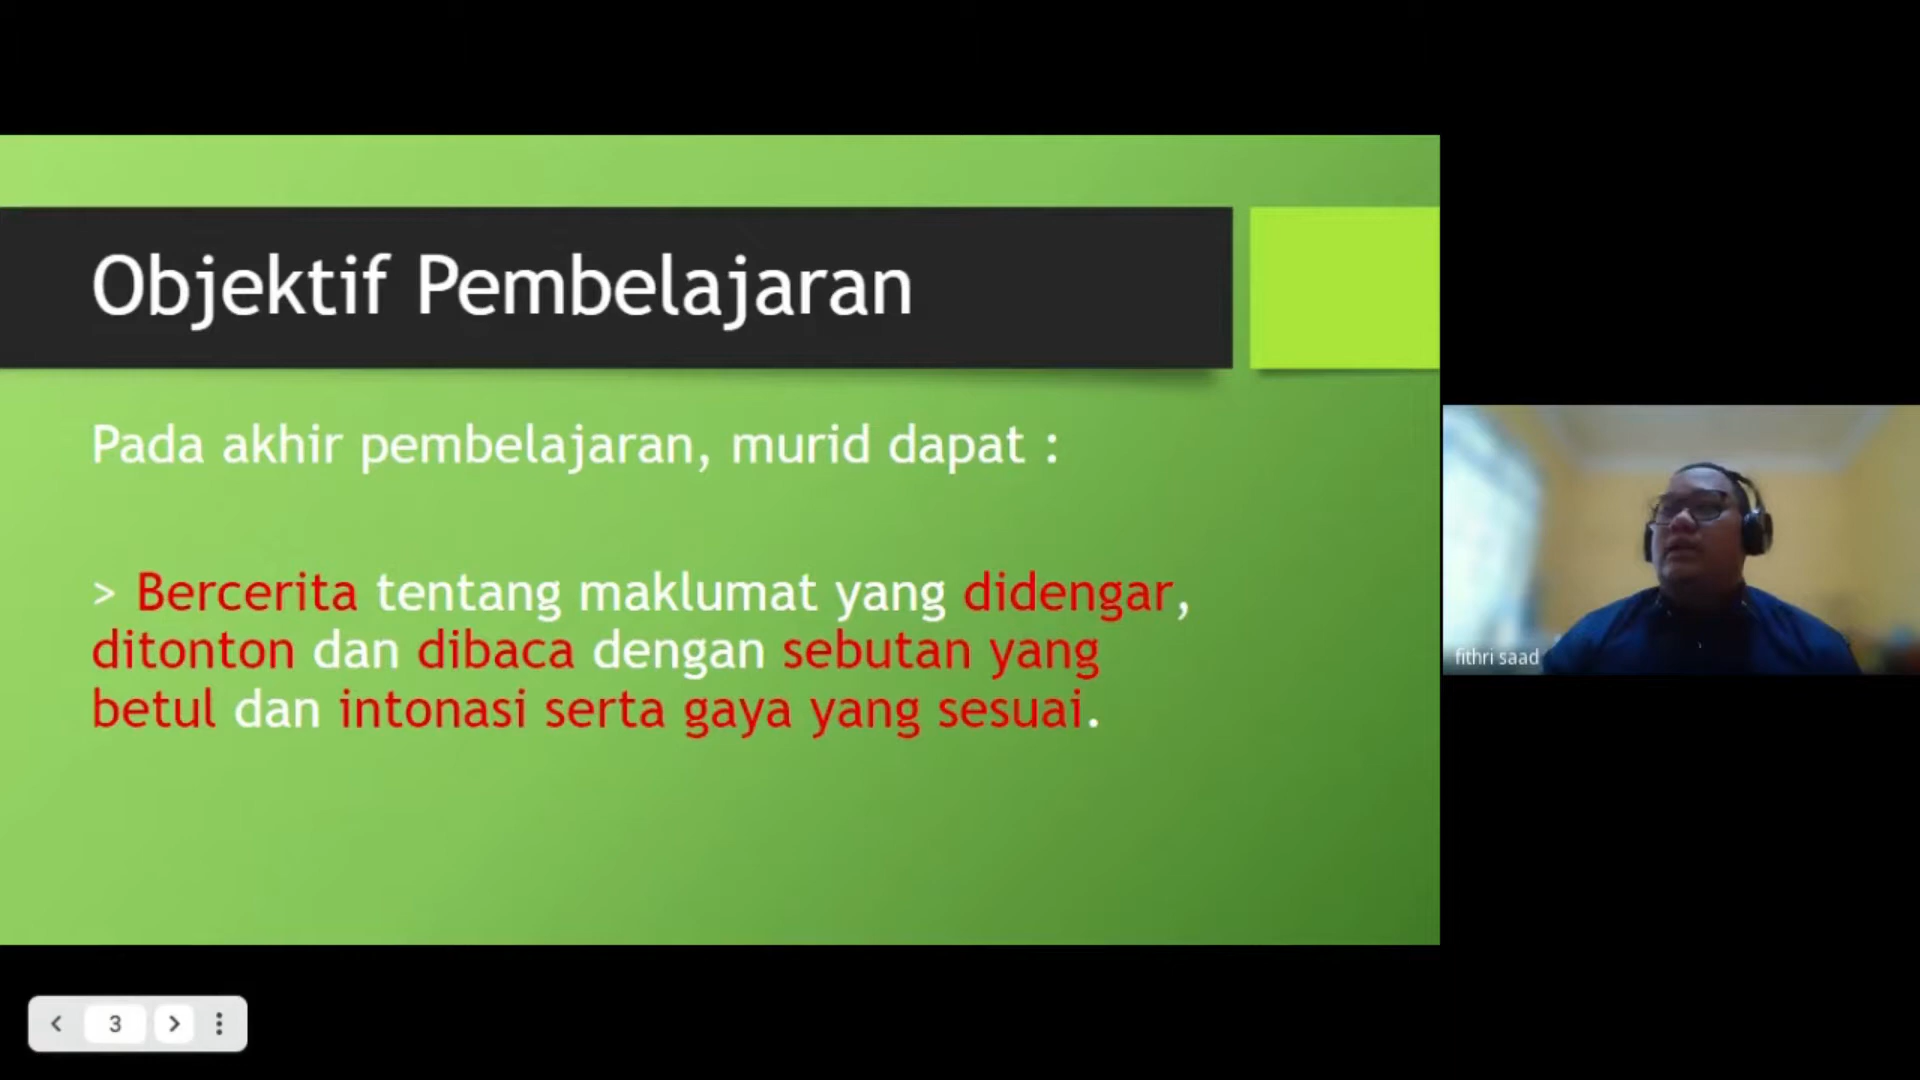 Objektif Pembelajaran
Pada akhir pembelajaran, murid dapat :
> Bercerita tentang maklumat yang didengar,
ditonton dan dibaca dengan sebutan yang
betul dan intonasi serta gaya yang sesuai.
fithri saad
3